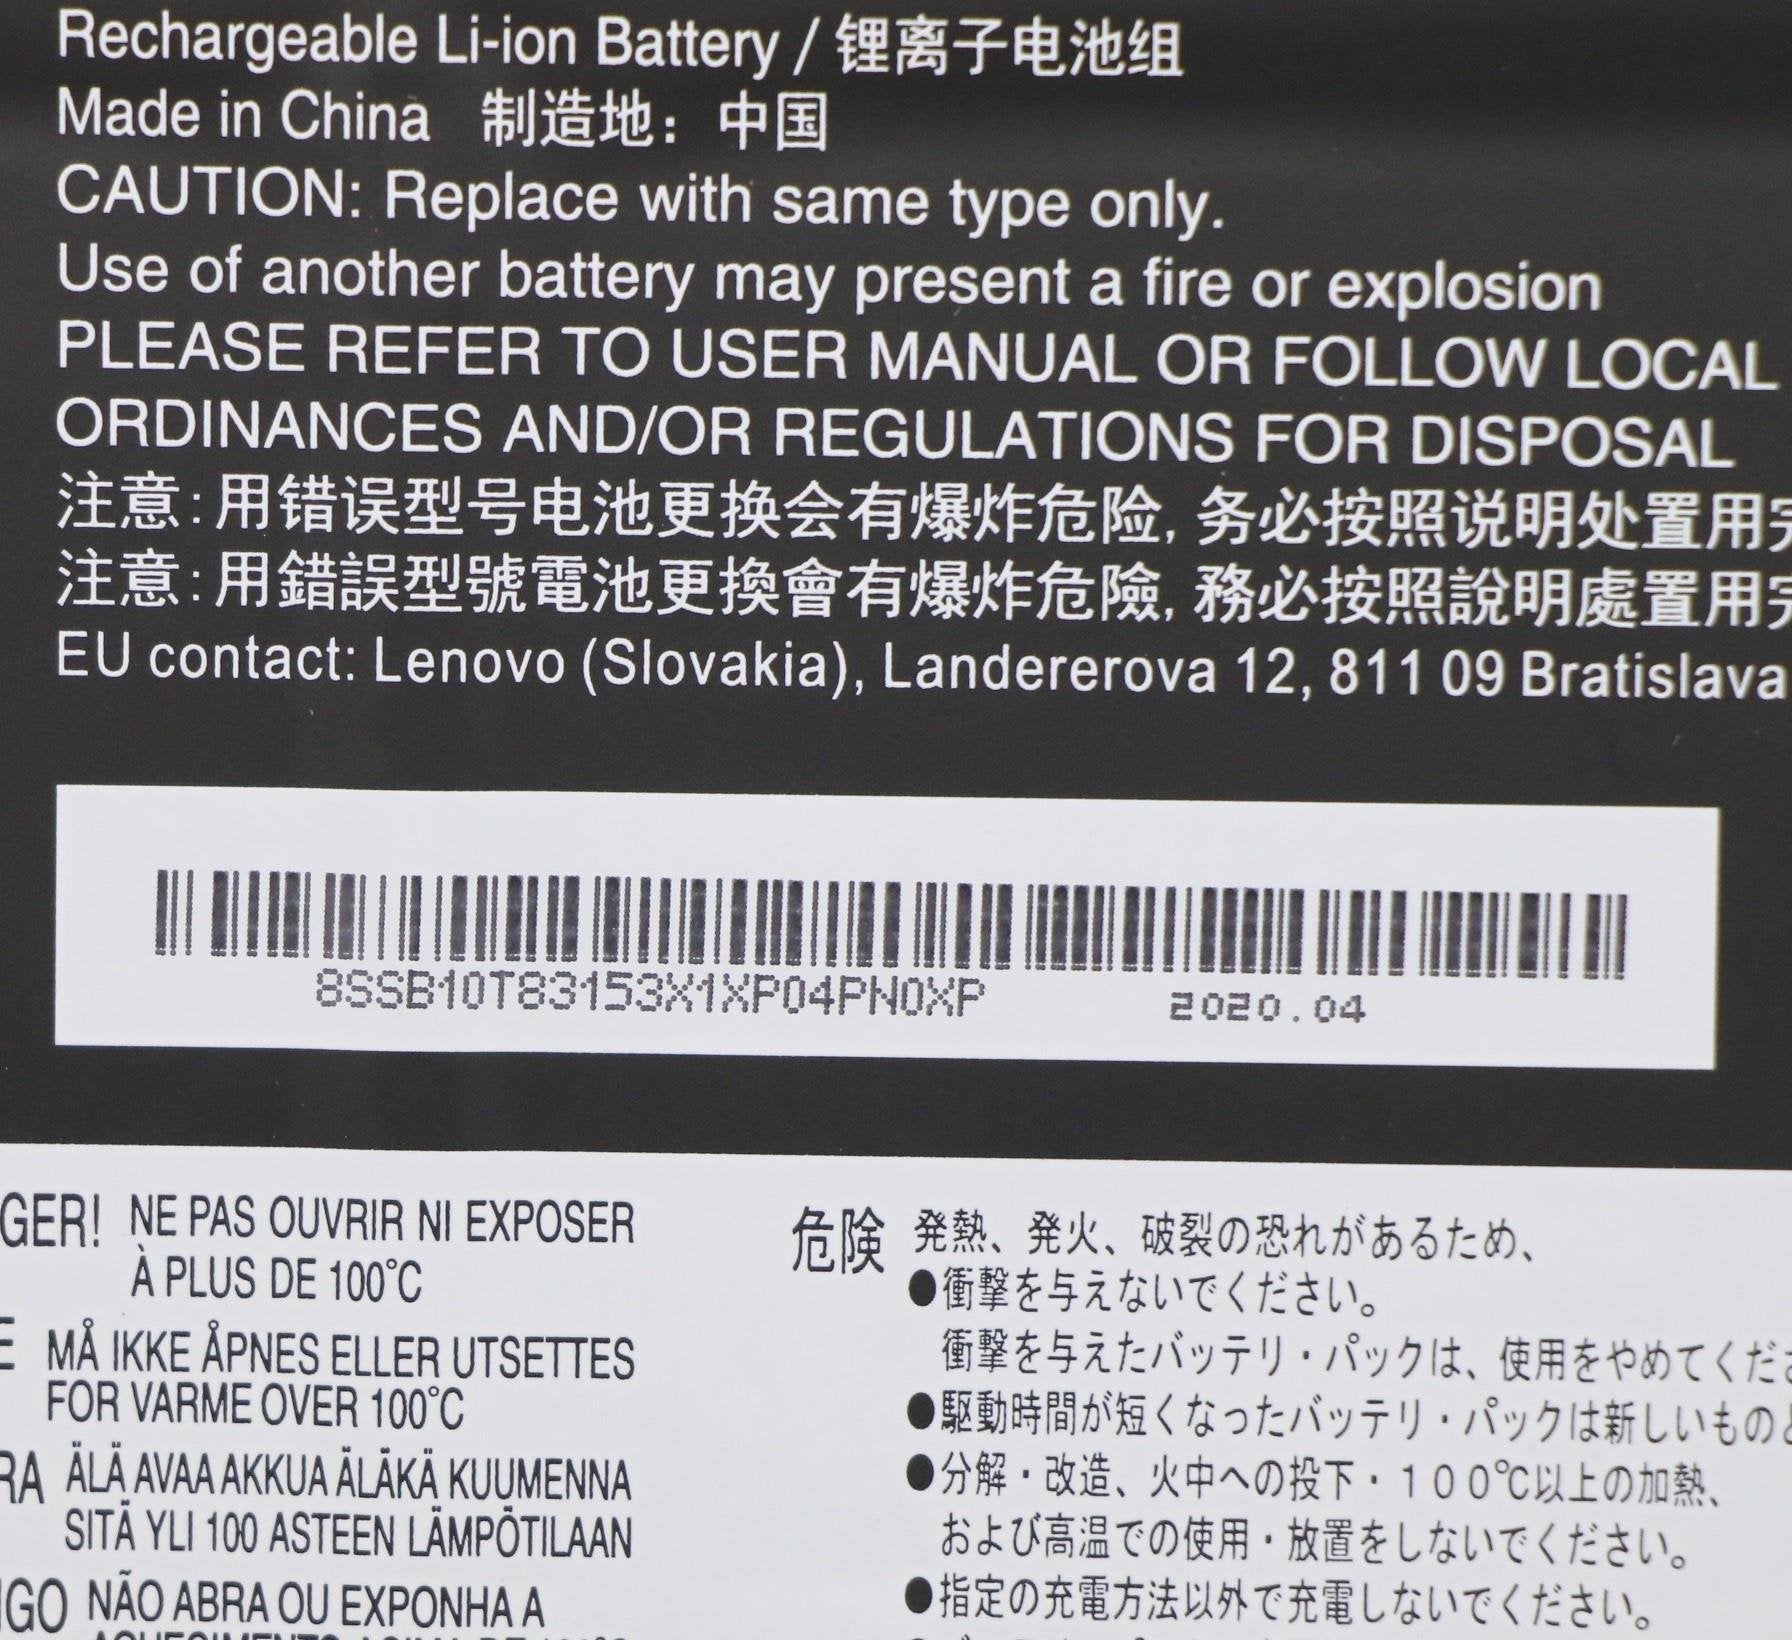 Rechargeable Li-ion Battery / 锂离子电池组
Made in China 制造地：中国
CAUTION: Replace with same type only.
Use of another battery may present a fire or explosion
PLEASE REFER TO USER MANUAL OR FOLLOW LOCAL
ORDINANCES AND/OR REGULATIONS FOR DISPOSAL
注意:用错误型号电池更换会有爆炸危险, 务必按照说明处置用完
注意:用錯誤型號電池更換會有爆炸危險, 務必按照說明處置用完
EU contact: Lenovo (Slovakia), Landererova 12, 811 09 Bratislava
8SSB10T83153X1XP04PN0XP 2020.04
GER! NE PAS OUVRIR NI EXPOSER
À PLUS DE 100°C
E MÅ IKKE ÅPNES ELLER UTSETTES
FOR VARME OVER 100°C
RA ÄLÄ AVAA AKKUA ÄLÄKÄ KUUMENNA
SITÄ YLI 100 ASTEEN LÄMPÖTILAAN
IGO NÃO ABRA OU EXPONHA A
危険 発熱、発火、破裂の恐れがあるため、
●衝撃を与えないでください。
衝撃を与えたバッテリ・パックは、使用をやめてくださ
●駆動時間が短くなったバッテリ・パックは新しいものと
●分解・改造、火中への投下・１００℃以上の加熱、
および高温での使用・放置をしないでください。
●指定の充電方法以外で充電しないでください。